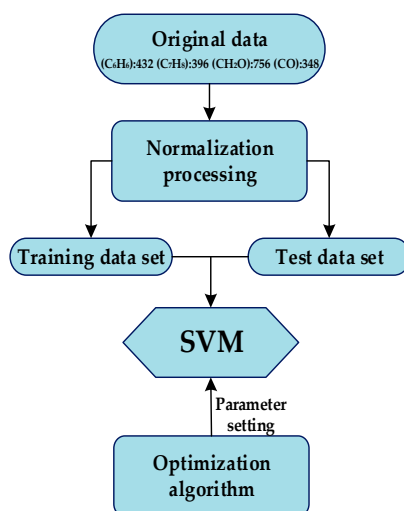 Original data
(C₆H₆):432 (C₇H₈):396 (CH₂O):756 (CO):348
Normalization
processing
Training data set
Test data set
SVM
Parameter
setting
Optimization
algorithm